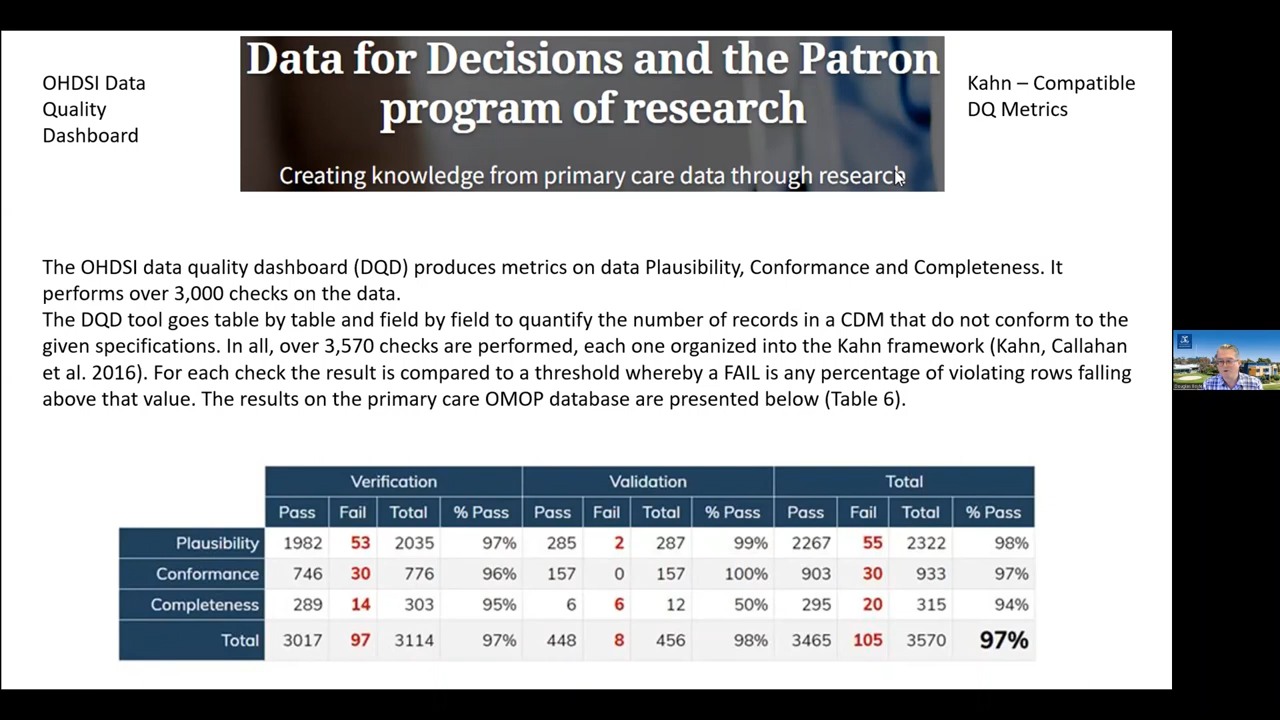 OHDSI Data
Quality
Dashboard
Data for Decisions and the Patron
program of research
Creating knowledge from primary care data through research
Kahn – Compatible
DQ Metrics
The OHDSI data quality dashboard (DQD) produces metrics on data Plausibility, Conformance and Completeness. It
performs over 3,000 checks on the data.
The DQD tool goes table by table and field by field to quantify the number of records in a CDM that do not conform to the
given specifications. In all, over 3,570 checks are performed, each one organized into the Kahn framework (Kahn, Callahan
et al. 2016). For each check the result is compared to threshold whereby a FAIL is any percentage of violating rows falling
above that value. The results on the primary care OMOP database are presented below (Table 6).
Verification Validation Total
Pass Fail Total % Pass Pass Fail Total % Pass Pass Fail Total % Pass
Plausibility 1982 53 2035 97% 285 2 287 99% 2267 55 2322 98%
Conformance 746 30 776 96% 157 0 157 100% 903 30 933 97%
Completeness 289 14 303 95% 6 6 12 50% 295 20 315 94%
Total 3017 97 3114 97% 448 8 456 98% 3465 105 3570 97%